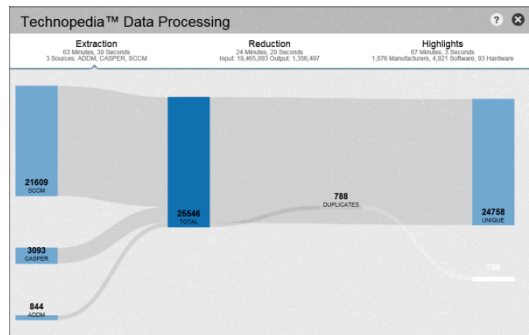 Technopedia™ Data Processing
? X
Extraction
63 Minutes, 39 Seconds
3 Sources: ADDM, CASPER, SCCM
Reduction
24 Minutes, 29 Seconds
Input: 19,465,893 Output: 1,356,497
Highlights
67 Minutes, 3 Seconds
1,876 Manufacturers, 4,921 Software, 93 Hardware
21609
SCCM
3093
CASPER
844
ADDM
25546
TOTAL
788
DUPLICATES
24758
UNIQUE
788